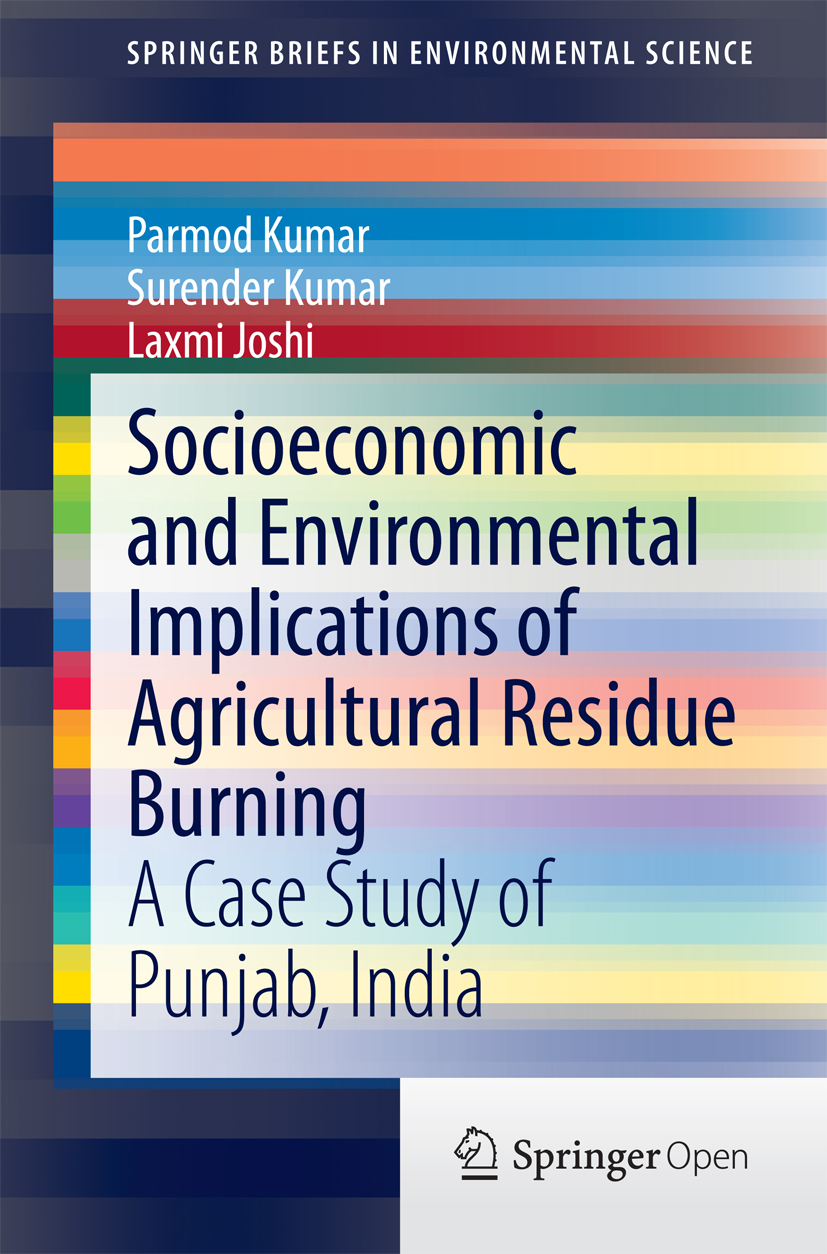 SPRINGER BRIEFS IN ENVIRONMENTAL SCIENCE
Parmod Kumar
Surender Kumar
Laxmi Joshi
Socioeconomic
and Environmental
Implications of
Agricultural Residue
Burning
A Case Study of
Punjab, India
Springer Open